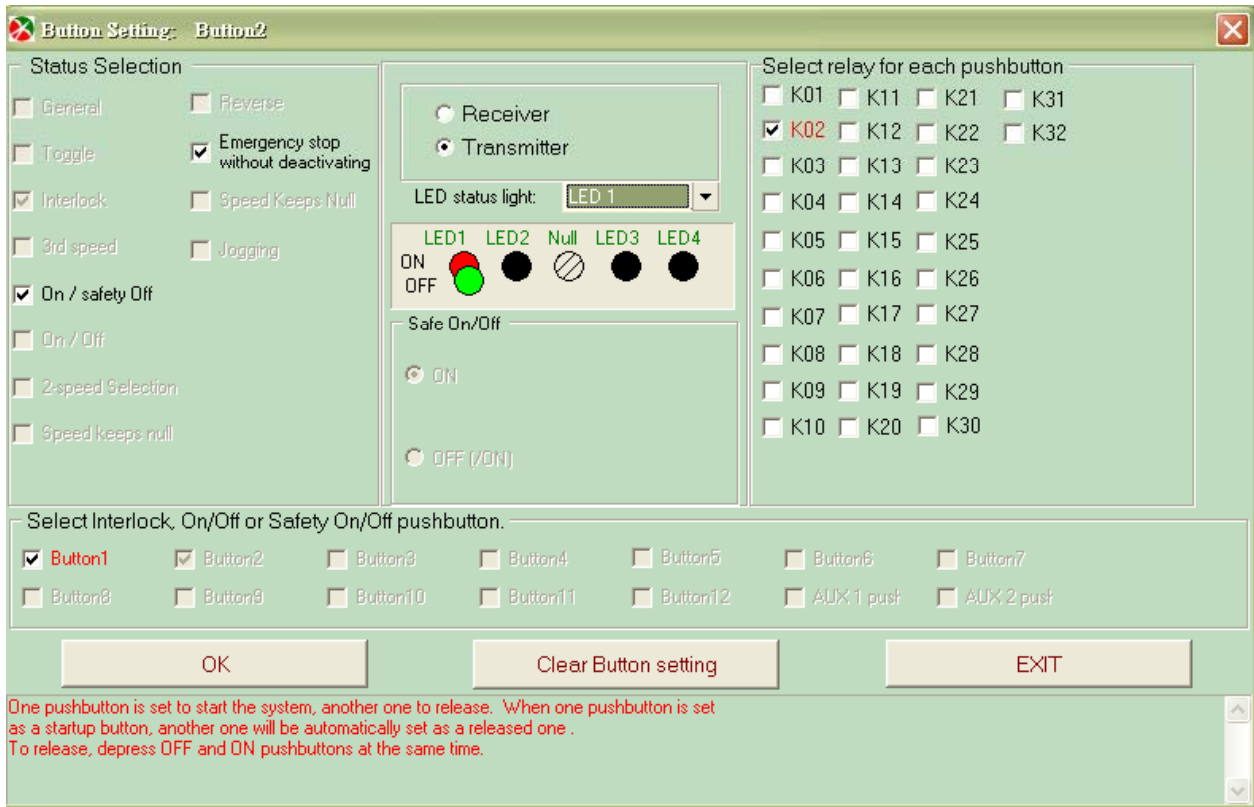 Button Setting:   Button2
Status Selection
General
Reverse
Toggle
Emergency stop
without deactivating
Interlock
Speed Keeps Null
3rd speed
Jogging
On / safety Off
On / Off
2-speed Selection
Speed keeps null
Receiver
Transmitter
LED status light: LED 1
LED1 LED2 Null LED3 LED4
ON
OFF
Safe On/Off
ON
OFF (/ON)
Select relay for each pushbutton
K01 K11 K21 K31
K02 K12 K22 K32
K03 K13 K23
K04 K14 K24
K05 K15 K25
K06 K16 K26
K07 K17 K27
K08 K18 K28
K09 K19 K29
K10 K20 K30
Select Interlock, On/Off or Safety On/Off pushbutton.
Button1 Button2 Button3 Button4 Button5 Button6 Button7
Button8 Button9 Button10 Button11 Button12 AUX 1 push AUX 2 push
OK Clear Button setting EXIT
One pushbutton is set to start the system, another one to release.  When one pushbutton is set
as a startup button, another one will be automatically set as a released one .
To release, depress OFF and ON pushbuttons at the same time.